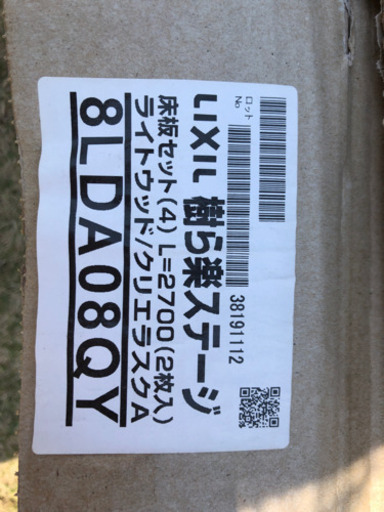 ロット
No
38191112
LIXIL 樹ら楽ステージ
床板セット(4) L=2700(2枚入)
ライトウッド/クリエラスクA
8LDA08QY